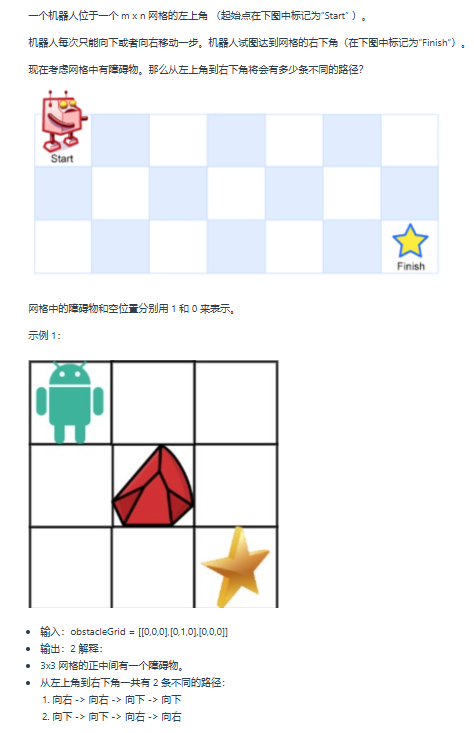 一个机器人位于一个 m x n 网格的左上角 （起始点在下图中标记为“Start” ）。
机器人每次只能向下或者向右移动一步。机器人试图达到网格的右下角（在下图中标记为“Finish”）。
现在考虑网格中有障碍物。那么从左上角到右下角将会有多少条不同的路径？
Start
Finish
网格中的障碍物和空位置分别用 1 和 0 来表示。
示例 1：
• 输入：obstacleGrid = [[0,0,0],[0,1,0],[0,0,0]]
• 输出：2 解释：
• 3x3 网格的正中间有一个障碍物。
• 从左上角到右下角一共有 2 条不同的路径：
1. 向右 -> 向右 -> 向下 -> 向下
2. 向下 -> 向下 -> 向右 -> 向右